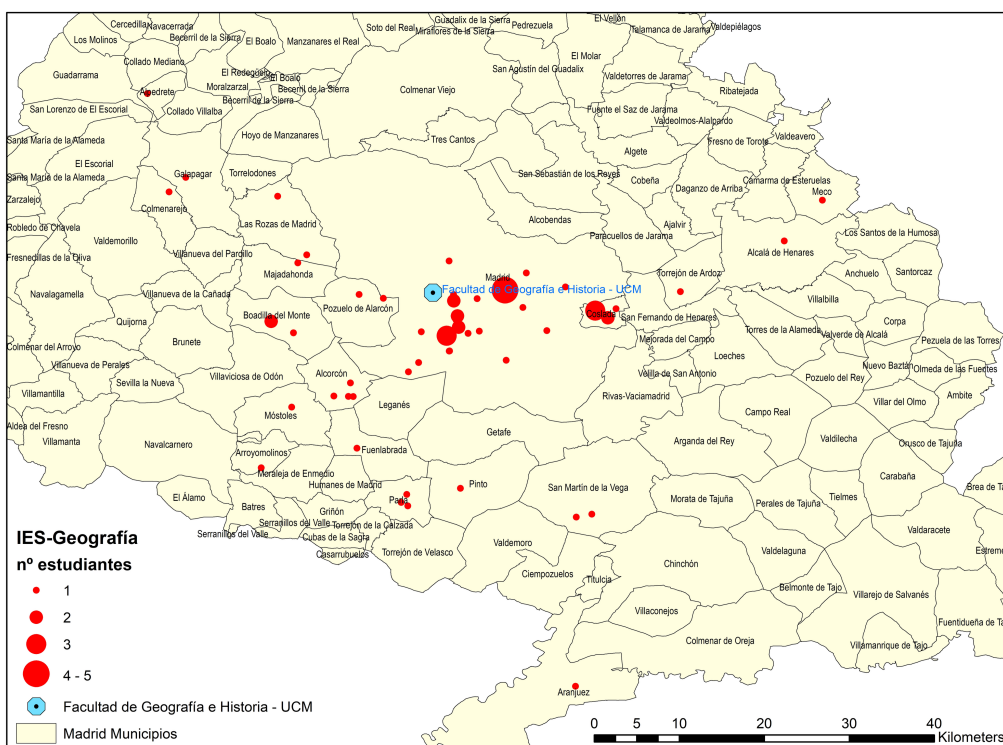 Cercedilla
Navacerrada
Guadalix de la Sierra
El Vellón
Soto del Real
Miraflores de la Sierra
Pedrezuela
Talamanca de Jarama
Valdepiélagos
Los Molinos
Becerril de la Sierra
El Boalo
Manzanares el Real
Collado Mediano
El Molar
Guadarrama
El Redegüelo
El Boalo
San Agustín del Guadalix
Valdetorres de Jarama
Alpedrete
Moralzarzal
Becerril de la Sierra
Colmenar Viejo
Ribatejada
Becerril de la Sierra
San Lorenzo de El Escorial
Collado Villalba
Fuente el Saz de Jarama
Valdeolmos-Alalpardo
Hoyo de Manzanares
Tres Cantos
Valdeavero
Santa María de la Alameda
Fresno de Torote
Algete
El Escorial
Santa María de la Alameda
Galapagar
Torrelodones
San Sebastián de los Reyes
Cobeña
Camarma de Esteruelas
Daganzo de Arriba
Meco
Zarzalejo
Colmenarejo
Alcobendas
Las Rozas de Madrid
Robledo de Chavela
Ajalvir
Valdemorillo
Paracuellos de Jarama
Los Santos de la Humosa
Villanueva del Pardillo
Alcalá de Henares
Fresnedillas de la Oliva
Majadahonda
Madrid
Torrejón de Ardoz
Anchuelo
Santorcaz
Navalagamella
Villanueva de la Cañada
Facultad de Geografía e Historia - UCM
Villalbilla
Pozuelo de Alarcón
Boadilla del Monte
Coslada
San Fernando de Henares
Quijorna
Corpa
Torres de la Alameda
Valverde de Alcalá
Brunete
Mejorada del Campo
Pezuela de las Torres
Colmenar del Arroyo
Loeches
Villanueva de Perales
Nuevo Baztán
Olmeda de las Fuentes
Sevilla la Nueva
Villaviciosa de Odón
Alcorcón
Velilla de San Antonio
Pozuelo del Rey
Villamantilla
Rivas-Vaciamadrid
Ambite
Leganés
Villar del Olmo
Móstoles
Campo Real
Aldea del Fresno
Getafe
Villamanta
Navalcarnero
Arganda del Rey
Valdilecha
Orusco de Tajuña
Arroyomolinos
Fuenlabrada
Moraleja de Enmedio
Carabaña
Humanes de Madrid
Pinto
San Martín de la Vega
Brea de Ta
El Álamo
Parla
Morata de Tajuña
Perales de Tajuña
Tielmes
Batres
Griñón
Serranillos del Valle
Torrejón de la Calzada
Valdaracete
Serranillos del Valle
Cubas de la Sagra
Valdemoro
Casarrubuelos
Torrejón de Velasco
Valdelaguna
Estreme
Chinchón
Ciempozuelos
Titulcia
Belmonte de Tajo
Villarejo de Salvanés
Villaconejos
Fuentidueña de Ta
Colmenar de Oreja
Villamanrique de Tajo
Aranjuez
IES-Geografía
nº estudiantes
1
2
3
4 - 5
Facultad de Geografía e Historia - UCM
Madrid Municipios
0 5 10 20 30 40
Kilometers